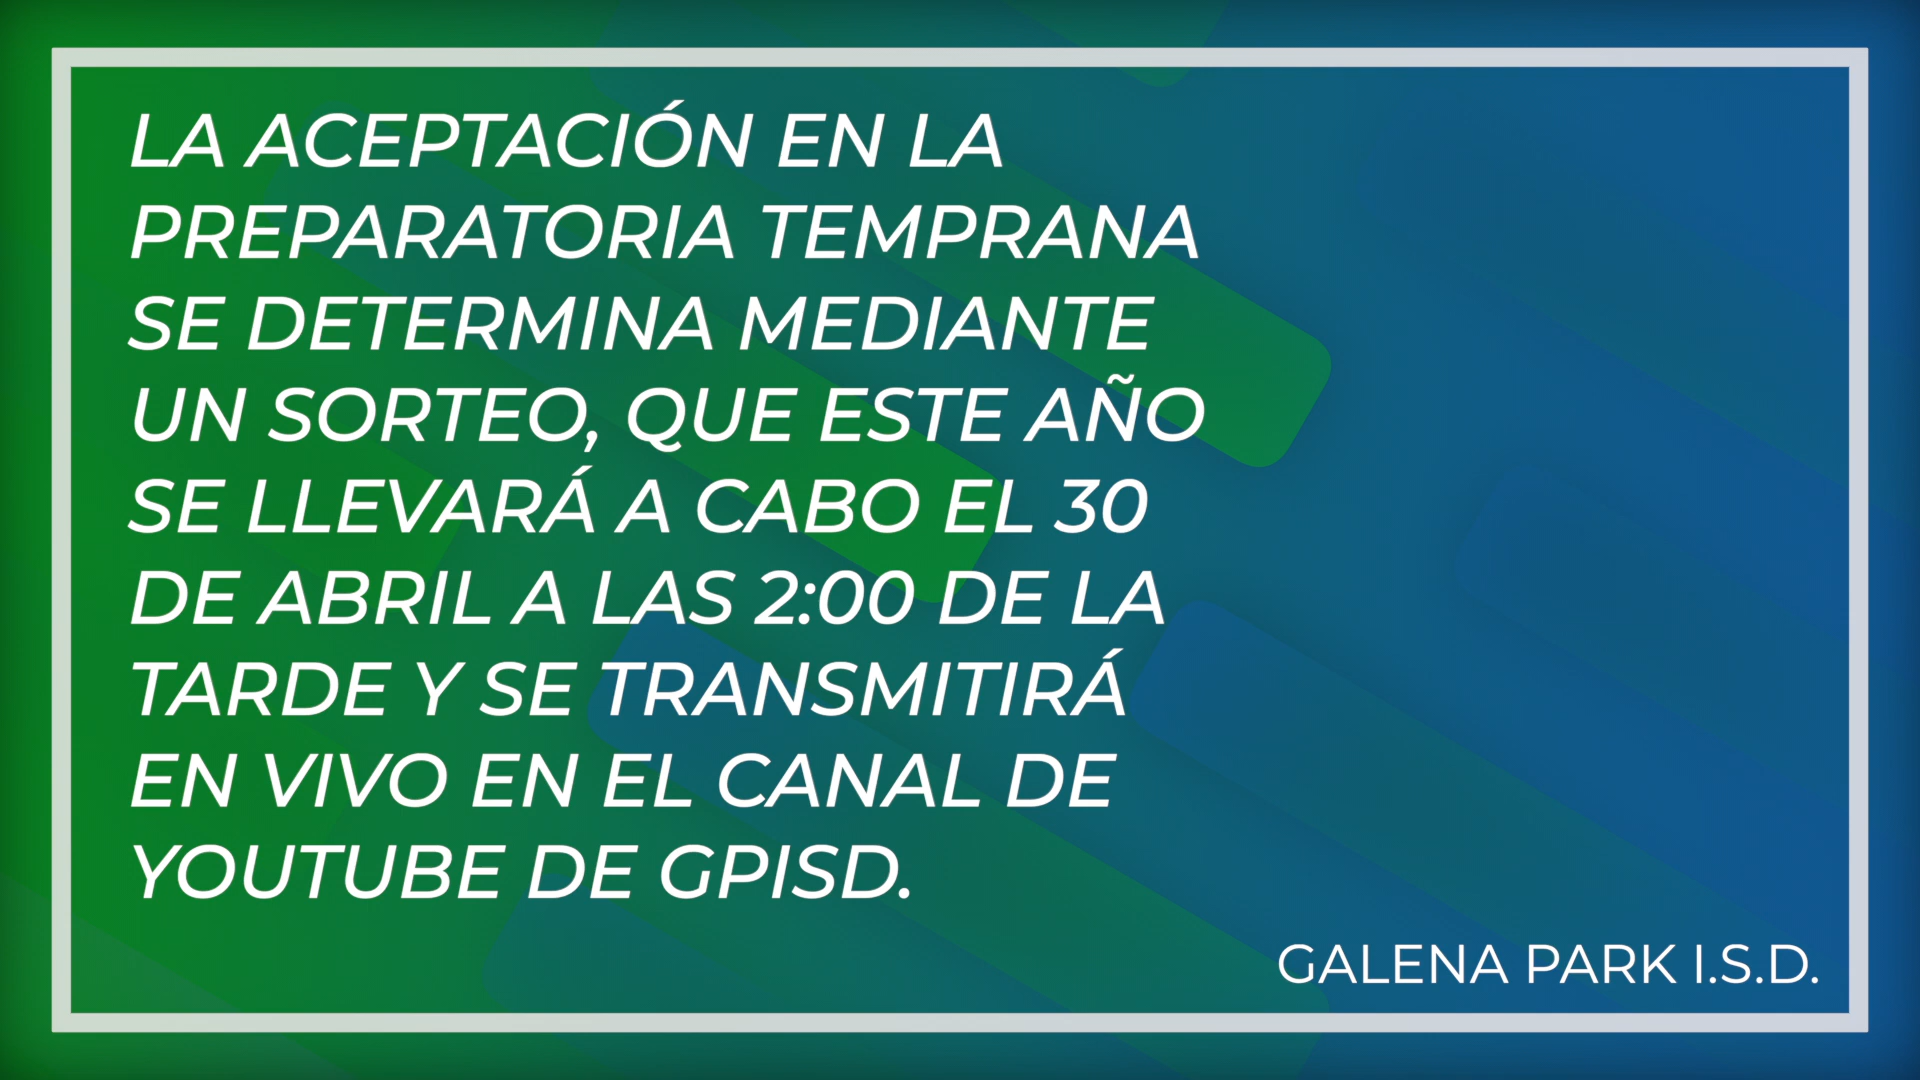 LA ACEPTACIÓN EN LA
PREPARATORIA TEMPRANA
SE DETERMINA MEDIANTE
UN SORTEO, QUE ESTE AÑO
SE LLEVARÁ A CABO EL 30
DE ABRIL A LAS 2:00 DE LA
TARDE Y SE TRANSMITIRÁ
EN VIVO EN EL CANAL DE
YOUTUBE DE GPISD.
GALENA PARK I.S.D.